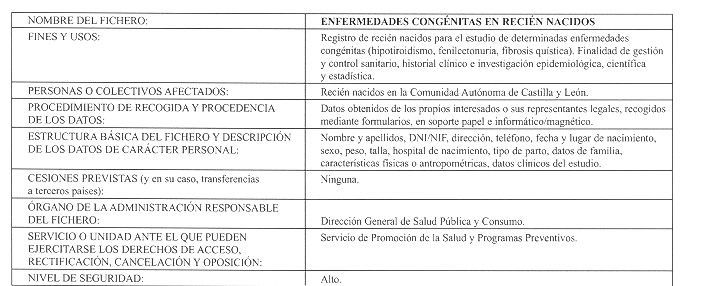 NOMBRE DEL FICHERO: ENFERMEDADES CONGÉNITAS EN RECIÉN NACIDOS
FINES Y USOS: Registro de recién nacidos para el estudio de determinadas enfermedades
congénitas (hipotiroidismo, fenilcetonuria, fibrosis quística). Finalidad de gestión
y control sanitario, historial clínico e investigación epidemiológica, científica
y estadística.
PERSONAS O COLECTIVOS AFECTADOS: Recién nacidos en la Comunidad Autónoma de Castilla y León.
PROCEDIMIENTO DE RECOGIDA Y PROCEDENCIA
DE LOS DATOS:
Datos obtenidos de los propios interesados o sus representantes legales, recogidos
mediante formularios, en soporte papel e informático/magnético.
ESTRUCTURA BÁSICA DEL FICHERO Y DESCRIPCIÓN
DE LOS DATOS DE CARÁCTER PERSONAL:
Nombre y apellidos, DNI/NIF, dirección, teléfono, fecha y lugar de nacimiento,
sexo, peso, talla, hospital de nacimiento, tipo de parto, datos de familia,
características físicas o antropométricas, datos clínicos del estudio.
CESIONES PREVISTAS (y en su caso, transferencias
a terceros países):
Ninguna.
ÓRGANO DE LA ADMINISTRACIÓN RESPONSABLE
DEL FICHERO:
Dirección General de Salud Pública y Consumo.
SERVICIO O UNIDAD ANTE EL QUE PUEDEN
EJERCITARSE LOS DERECHOS DE ACCESO,
RECTIFICACIÓN, CANCELACIÓN Y OPOSICIÓN:
Servicio de Promoción de la Salud y Programas Preventivos.
NIVEL DE SEGURIDAD: Alto.